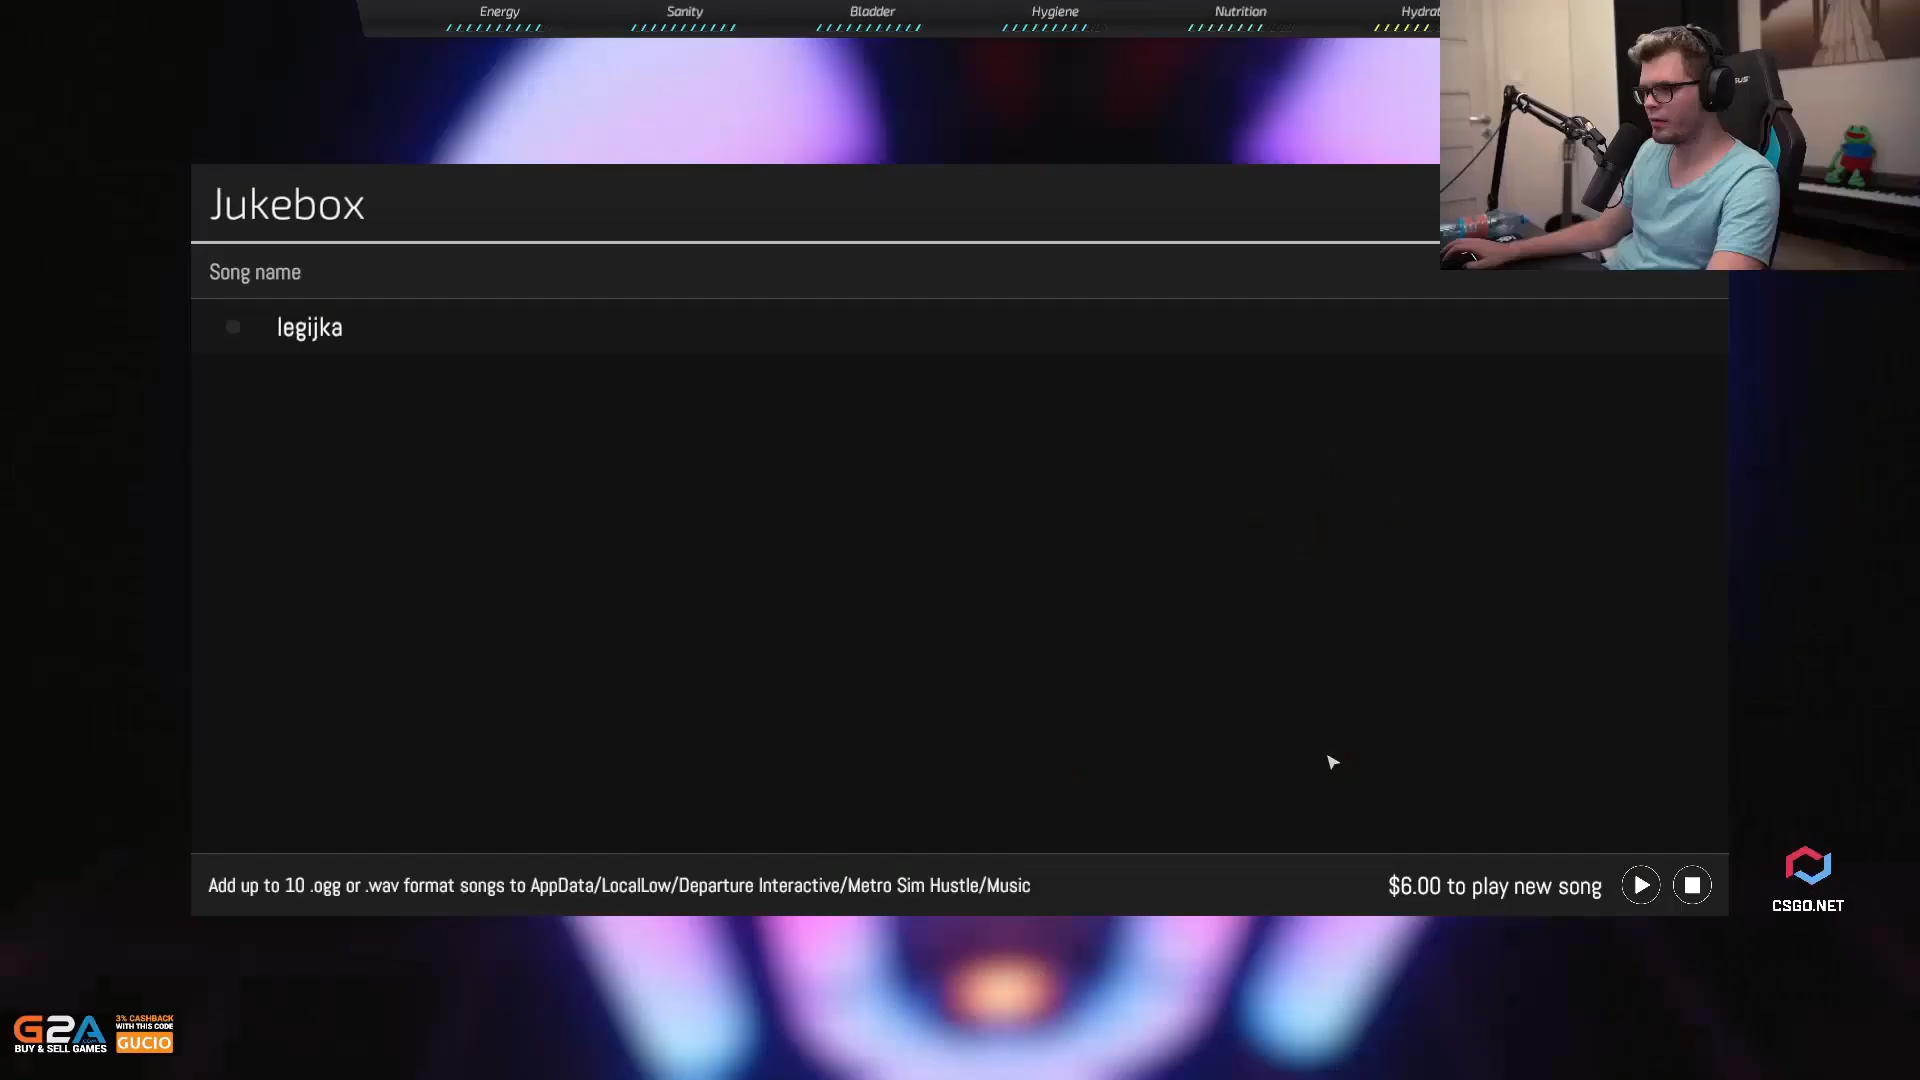 Energy
Sanity
Bladder
Hygiene
Nutrition
Hydrat
Jukebox
Song name
legijka
Add up to 10 .ogg or .wav format songs to AppData/LocalLow/Departure Interactive/Metro Sim Hustle/Music
$6.00 to play new song
CSGO.NET
G2A
.COM
BUY & SELL GAMES
3% CASHBACK
WITH THIS CODE
GUCIO